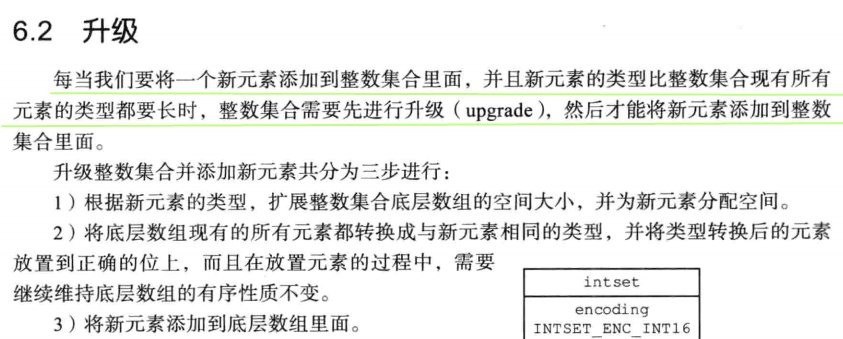 6.2 升级
每当我们要将一个新元素添加到整数集合里面，并且新元素的类型比整数集合现有所有
元素的类型都要长时，整数集合需要先进行升级（upgrade），然后才能将新元素添加到整数
集合里面。
升级整数集合并添加新元素共分为三步进行：
1）根据新元素的类型，扩展整数集合底层数组的空间大小，并为新元素分配空间。
2）将底层数组现有的所有元素都转换成与新元素相同的类型，并将类型转换后的元素
放置到正确的位上，而且在放置元素的过程中，需要
继续维持底层数组的有序性质不变。
3）将新元素添加到底层数组里面。
intset
encoding
INTSET_ENC_INT16